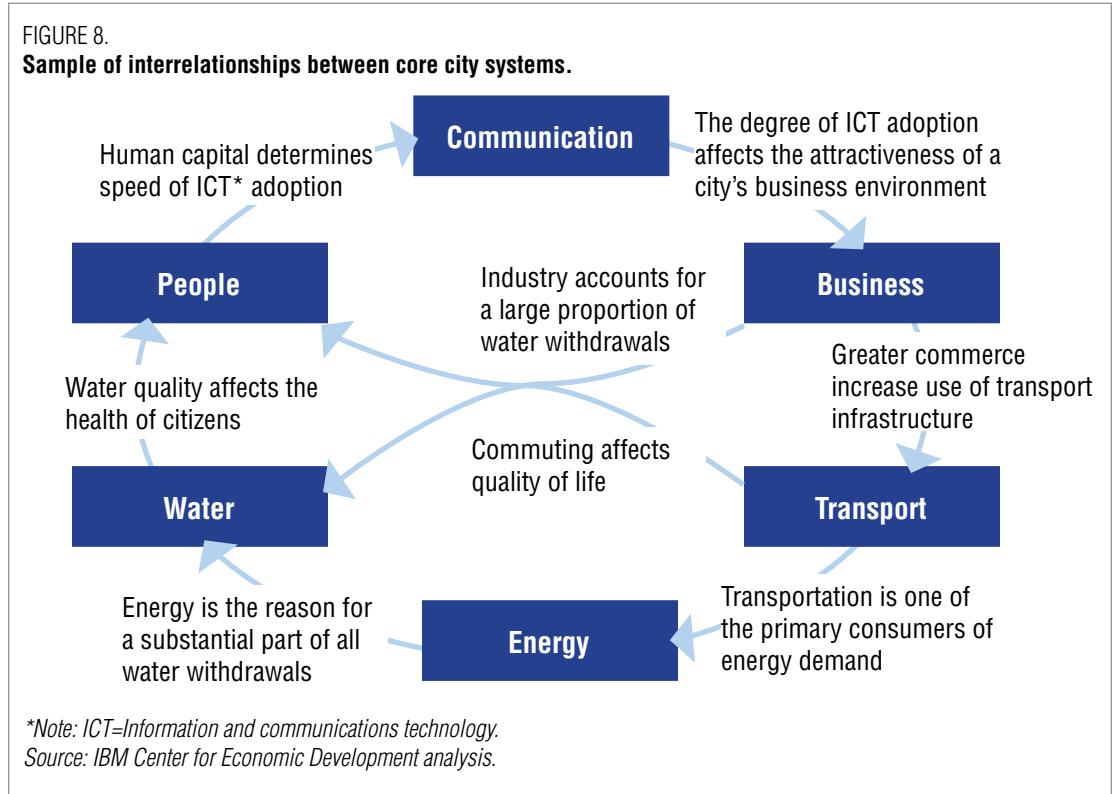 FIGURE 8.
Sample of interrelationships between core city systems.
Communication
Human capital determines
speed of ICT* adoption
The degree of ICT adoption
affects the attractiveness of a
city's business environment
People
Industry accounts for
a large proportion of
water withdrawals
Business
Greater commerce
increase use of transport
infrastructure
Water quality affects the
health of citizens
Commuting affects
quality of life
Water
Transport
Energy is the reason for
a substantial part of all
water withdrawals
Energy
Transportation is one of
the primary consumers of
energy demand
*Note: ICT=Information and communications technology.
Source: IBM Center for Economic Development analysis.